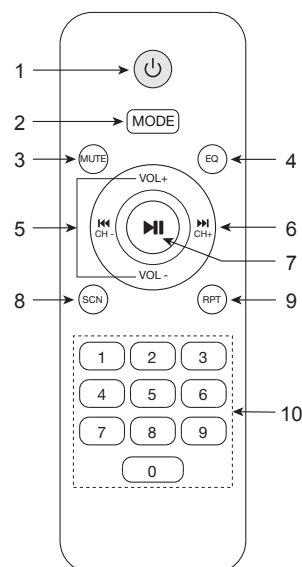 1
2 MODE
3 MUTE EQ 4
VOL+
5 CH - CH+ 6
7
VOL -
8 SCN RPT 9
1 2 3
4 5 6
10
7 8 9
0